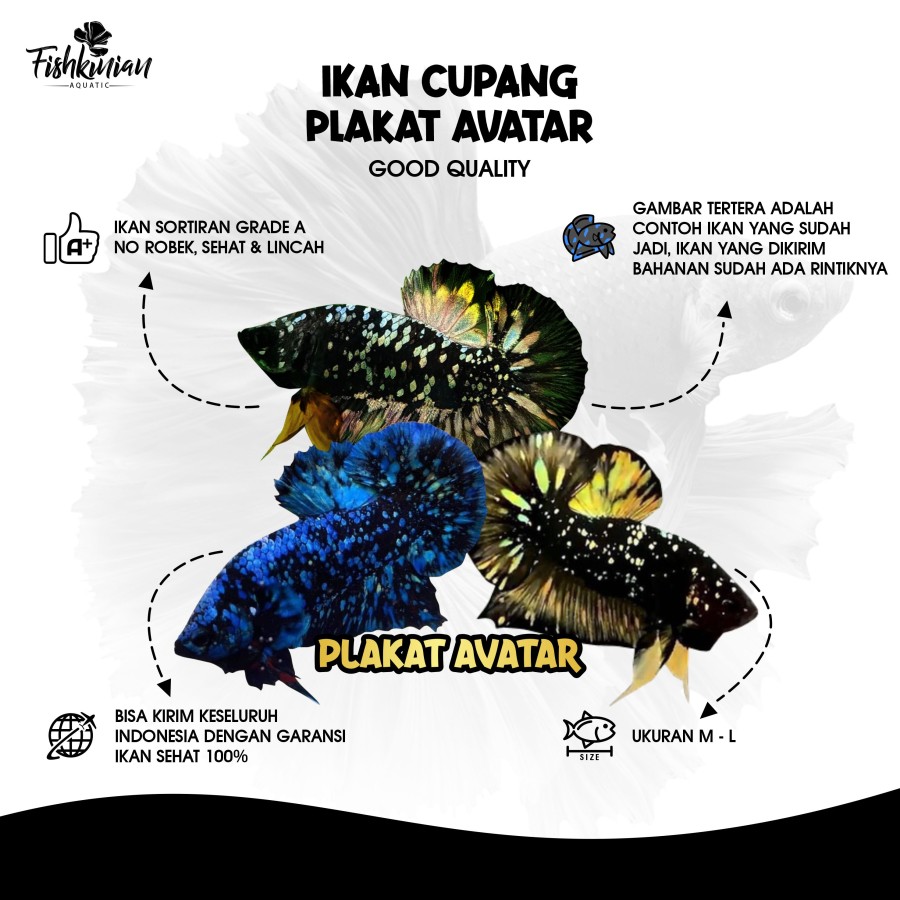 Fishkinian
AQUATIC
IKAN CUPANG
PLAKAT AVATAR
GOOD QUALITY
A+
IKAN SORTIRAN GRADE A
NO ROBEK, SEHAT & LINCAH
GAMBAR TERTERA ADALAH
CONTOH IKAN YANG SUDAH
JADI, IKAN YANG DIKIRIM
BAHANAN SUDAH ADA RINTIKNYA
PLAKAT AVATAR
BISA KIRIM KESELURUH
INDONESIA DENGAN GARANSI
IKAN SEHAT 100%
SIZE
UKURAN M - L